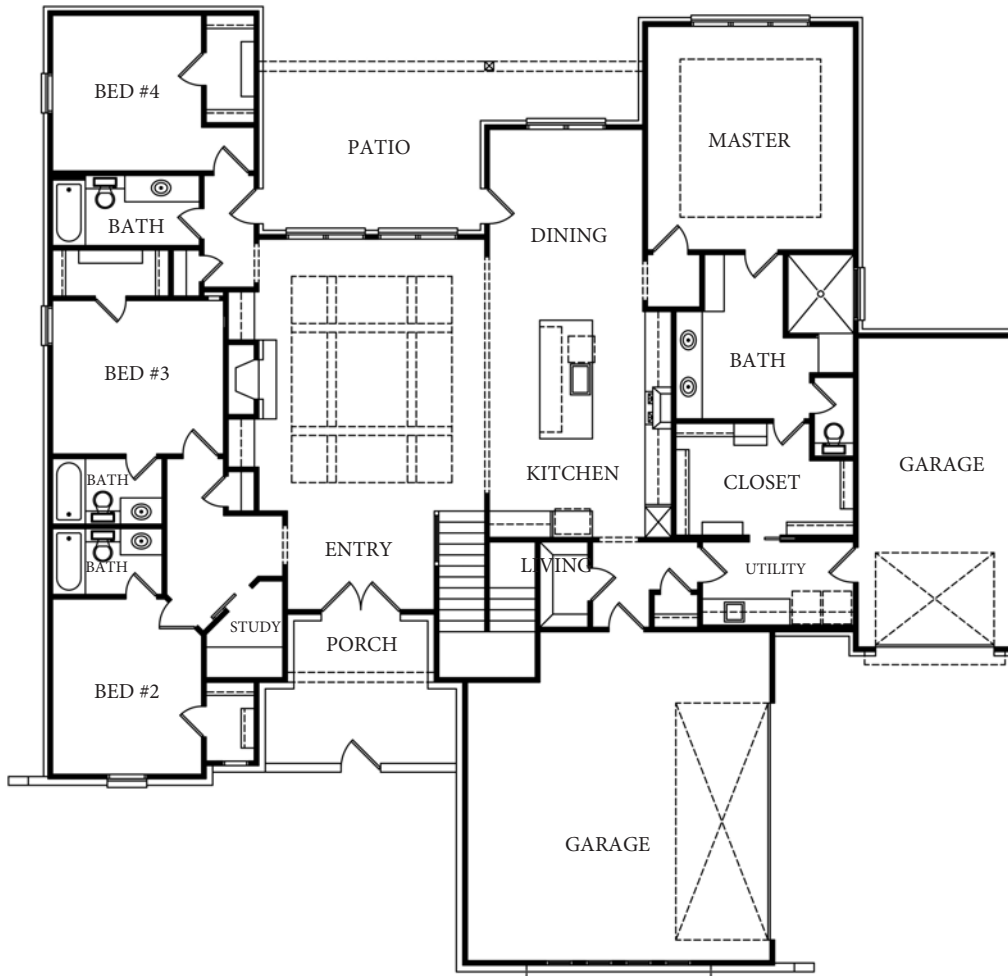 BED #4
MASTER
PATIO
BATH
DINING
BED #3
BATH
KITCHEN
GARAGE
BATH
CLOSET
ENTRY
LIVING
BATH
UTILITY
STUDY
PORCH
BED #2
GARAGE